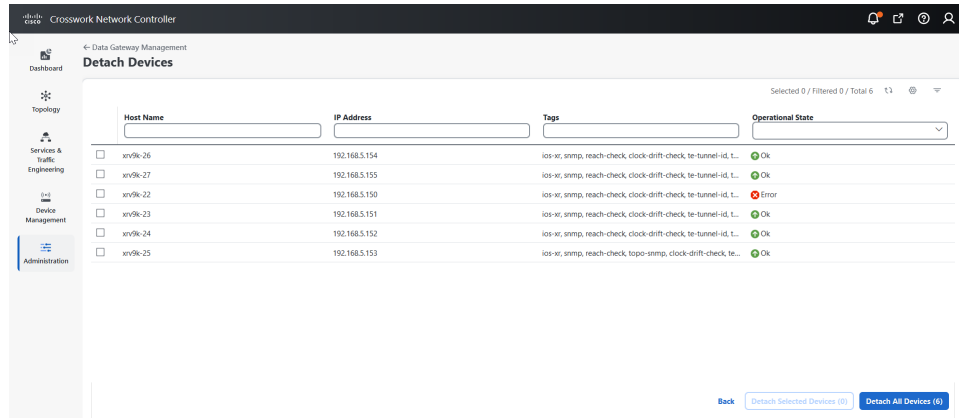 cisco Crosswork Network Controller
Dashboard
Topology
Services &
Traffic
Engineering
Device
Management
Administration
← Data Gateway Management
Detach Devices
Selected 0 / Filtered 0 / Total 6
Host Name IP Address Tags Operational State
xrv9k-26 192.168.5.154 ios-xr, snmp, reach-check, clock-drift-check, te-tunnel-id, t... Ok
xrv9k-27 192.168.5.155 ios-xr, snmp, reach-check, clock-drift-check, te-tunnel-id, t... Ok
xrv9k-22 192.168.5.150 ios-xr, snmp, reach-check, clock-drift-check, te-tunnel-id, t... Error
xrv9k-23 192.168.5.151 ios-xr, snmp, reach-check, clock-drift-check, te-tunnel-id, t... Ok
xrv9k-24 192.168.5.152 ios-xr, snmp, reach-check, clock-drift-check, te-tunnel-id, t... Ok
xrv9k-25 192.168.5.153 ios-xr, snmp, reach-check, topo-snmp, clock-drift-check, te... Ok
Back Detach Selected Devices (0) Detach All Devices (6)